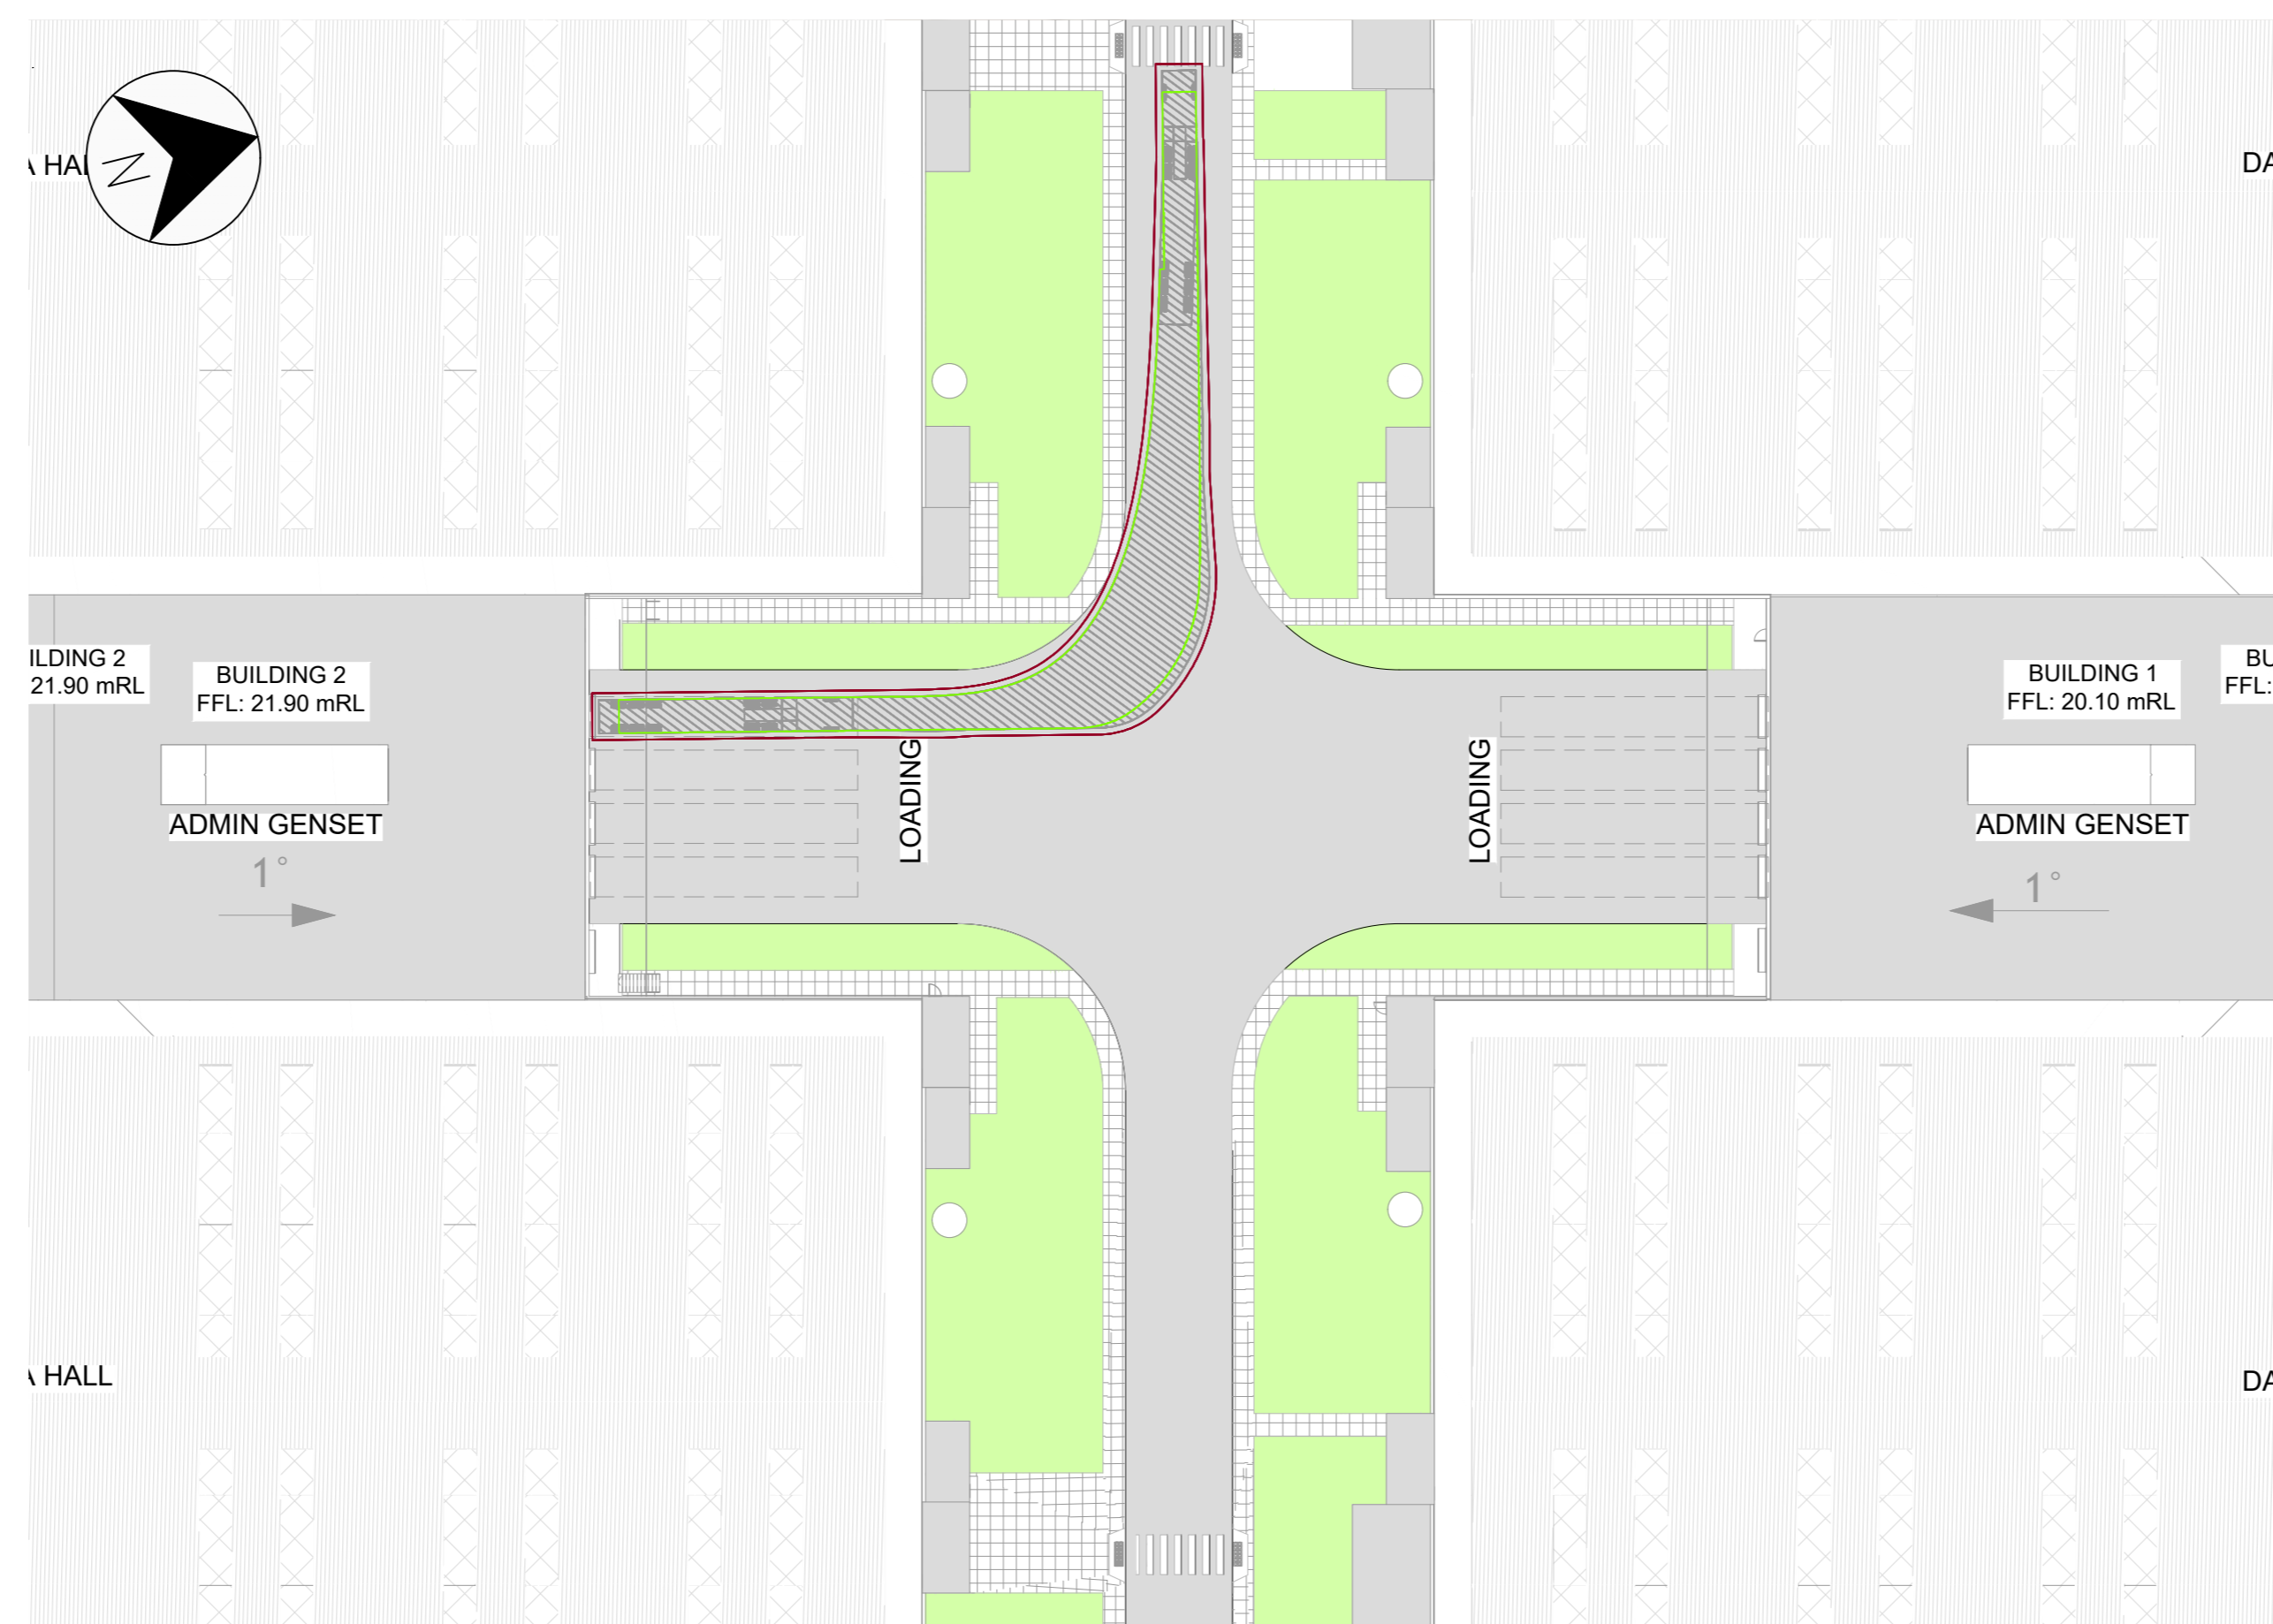 A HAL
N
DA
ILDING 2
21.90 mRL
BUILDING 2
FFL: 21.90 mRL
BUILDING 1
FFL: 20.10 mRL
BU
FFL:
LOADING
LOADING
ADMIN GENSET
ADMIN GENSET
1°
1°
A HALL
DA